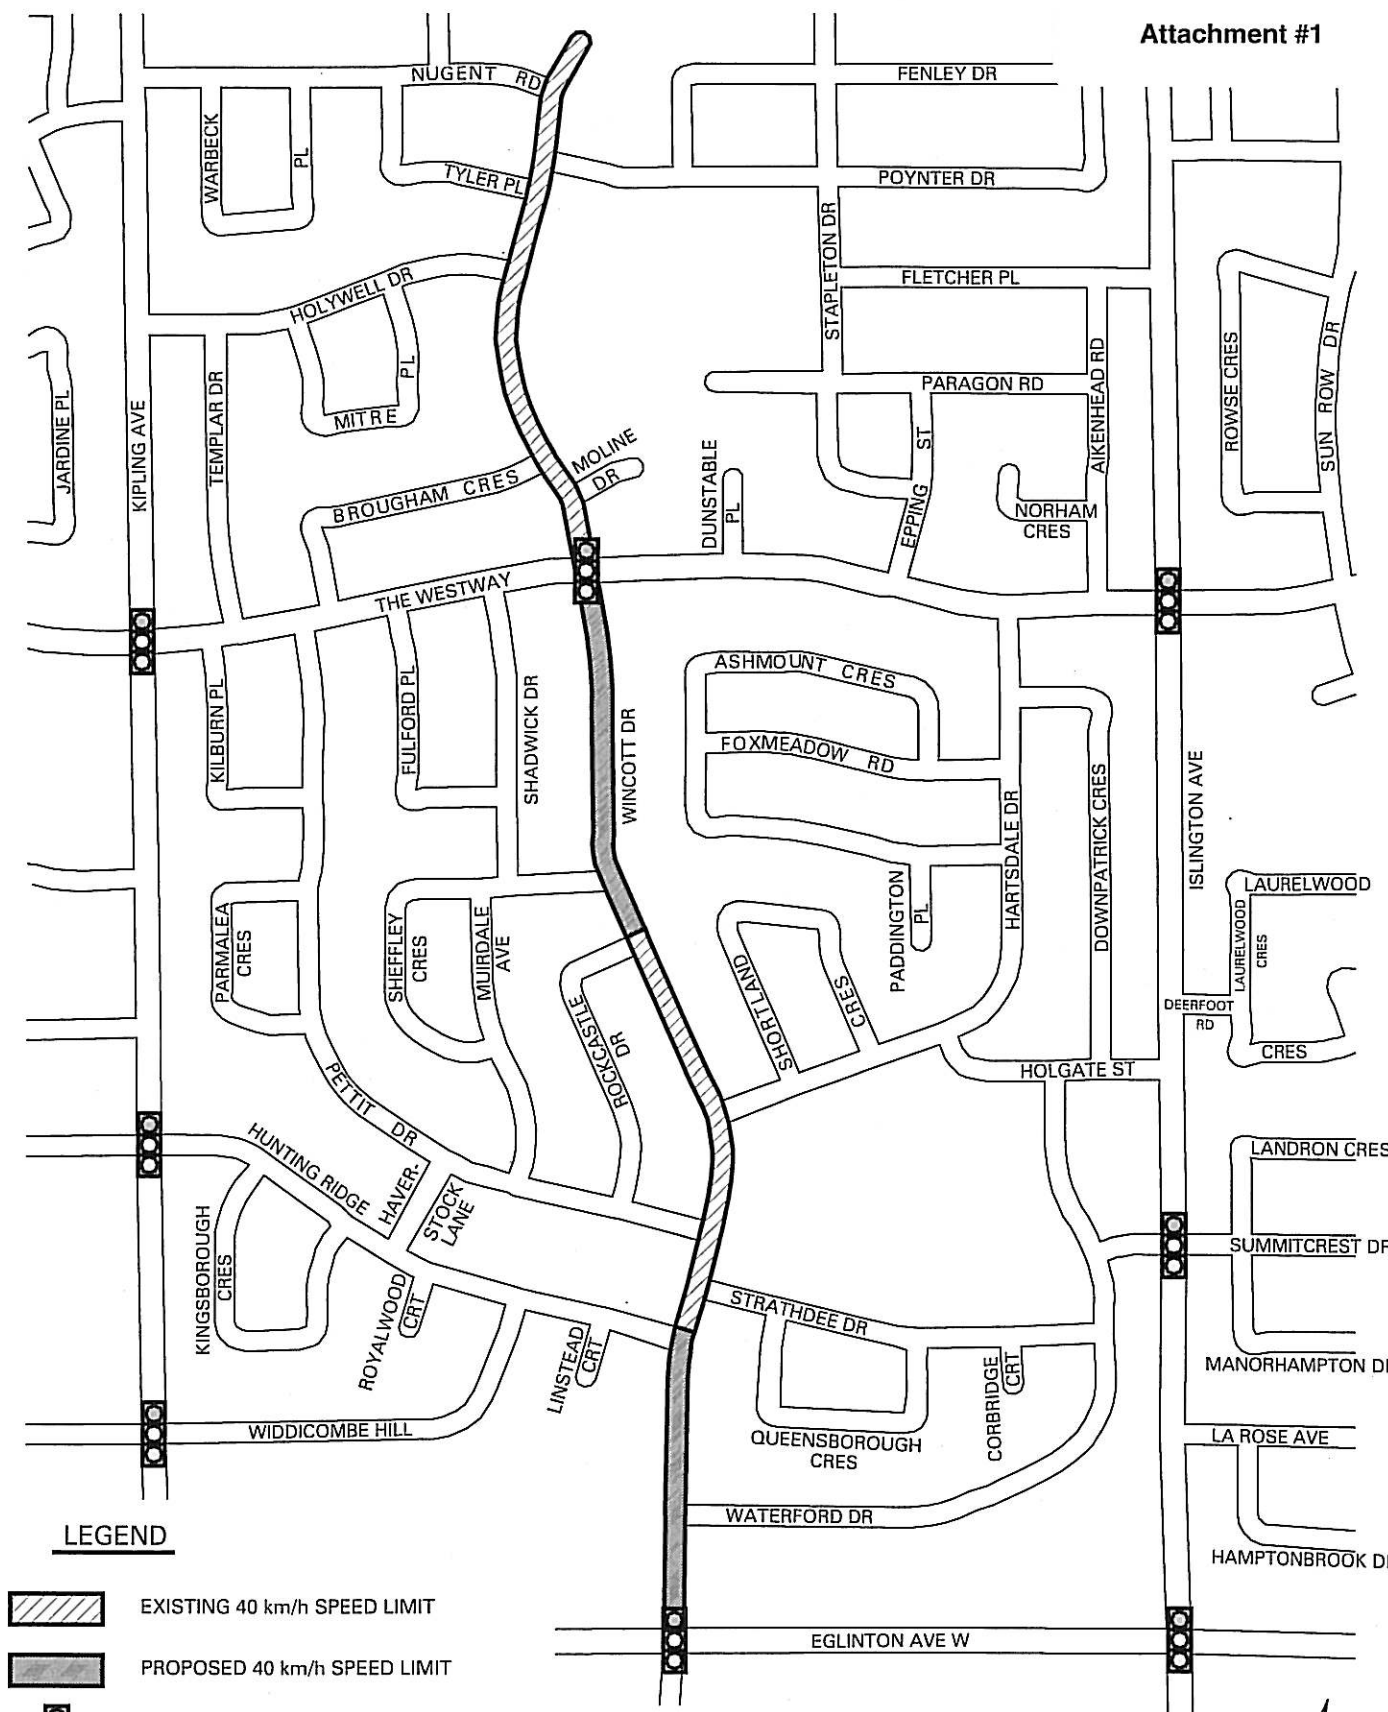 Attachment #1
NUGENT RD
FENLEY DR
WARBECK
PL
TYLER PL
POYNTER DR
STAPLETON DR
HOLYWELL DR
FLETCHER PL
PL
MITRE
PARAGON RD
JARDINE PL
KIPLING AVE
TEMPLAR DR
AIKENHEAD RD
ROWSE CRES
SUN ROW DR
MOLINE
DR
BROUGHAM CRES
DUNSTABLE
PL
EPPING ST
NORHAM
CRES
THE WESTWAY
KILBURN PL
FULFORD PL
SHADWICK DR
WINCOTT DR
ASHMOUNT CRES
FOXMEADOW RD
HARTSDALE DR
DOWNPATRICK CRES
ISLINGTON AVE
LAURELWOOD
LAURELWOOD
CRES
PARMALEA
CRES
SHEFFLEY
CRES
MUIRDALE
AVE
PADDINGTON
PL
ROCKCASTLE
DR
SHORTLAND
CRES
DEERFOOT
RD
CRES
HOLGATE ST
PETTIT DR
HUNTING RIDGE
HAVER-
STOCK
LANE
LANDRON CRES
KINGSBOROUGH
CRES
SUMMITCREST DR
ROYALWOOD
CRT
STRATHDEE DR
LINSTEAD
CRT
CORBRIDGE
CRT
MANORHAMPTON D
WIDDICOMBE HILL
QUEENSBOROUGH
CRES
LA ROSE AVE
WATERFORD DR
HAMPTONBROOK D
LEGEND
EXISTING 40 km/h SPEED LIMIT
EGLINTON AVE W
PROPOSED 40 km/h SPEED LIMIT